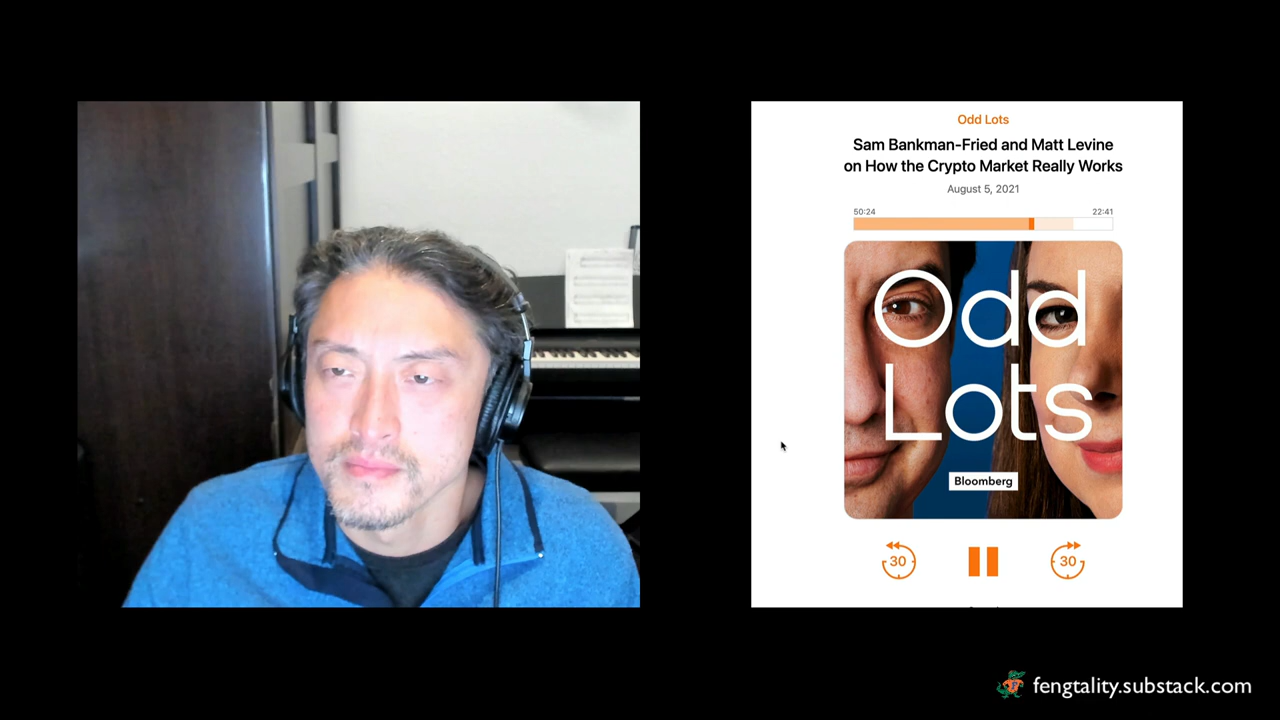 Odd Lots
Sam Bankman-Fried and Matt Levine
on How the Crypto Market Really Works
August 5, 2021
50:24
22:41
Odd
Lots
Bloomberg
30
30
fengtality.substack.com